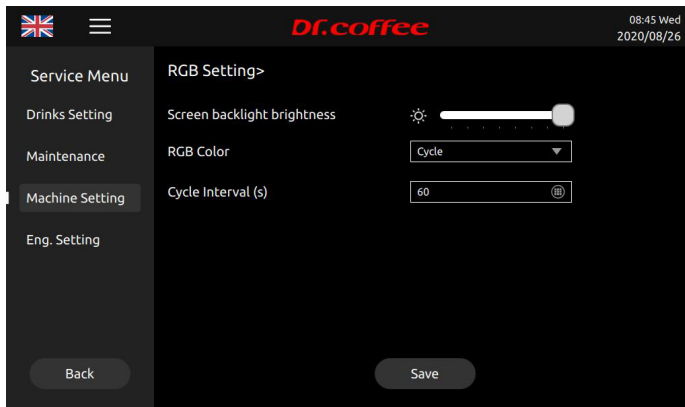 Dr.coffee
08:45 Wed
2020/08/26
Service Menu
Drinks Setting
Maintenance
Machine Setting
Eng. Setting
Back
RGB Setting>
Screen backlight brightness
RGB Color
Cycle
Cycle Interval (s)
60
Save